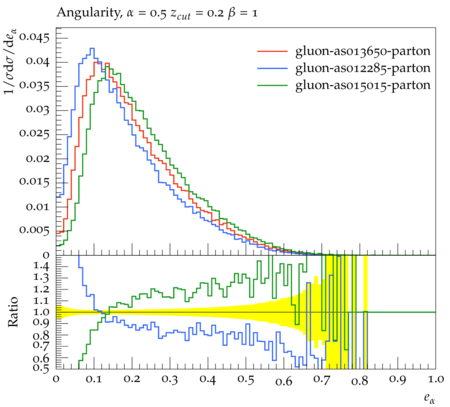 Angularity, α = 0.5 z_cut = 0.2 β = 1
1/σdσ/de_α
0.045
0.04
0.035
0.03
0.025
0.02
0.015
0.01
0.005
0
gluon-as013650-parton
gluon-as012285-parton
gluon-as015015-parton
Ratio
1.4
1.3
1.2
1.1
1.0
0.9
0.8
0.7
0.6
0.5
0 0.1 0.2 0.3 0.4 0.5 0.6 0.7 0.8 0.9 1.0
e_α